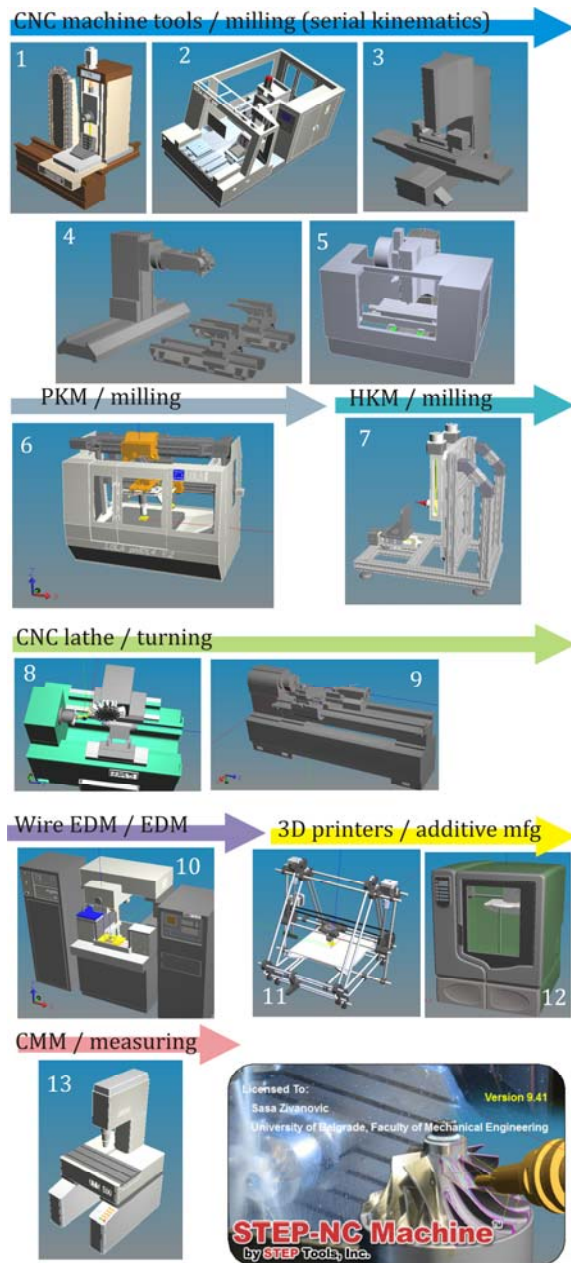 CNC machine tools / milling (serial kinematics)
1
2
3
4
5
PKM / milling
HKM / milling
6
7
CNC lathe / turning
8
9
Wire EDM / EDM
3D printers / additive mfg
10
11
12
CMM / measuring
13
Licensed To:
Version 9.41
Sasa Zivanovic
University of Belgrade, Faculty of Mechanical Engineering
STEP-NC Machine™
by STEP Tools, Inc.